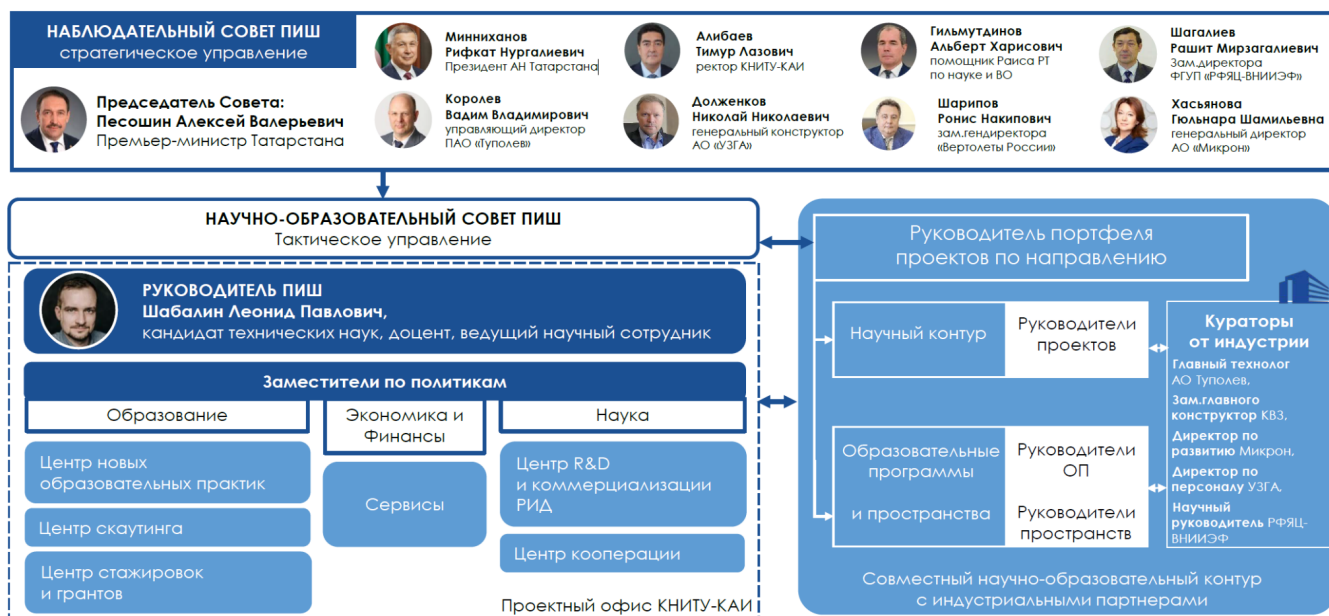 НАБЛЮДАТЕЛЬНЫЙ СОВЕТ ПИШ
стратегическое управление
Председатель Совета:
Песошин Алексей Валерьевич
Премьер-министр Татарстана
Минниханов
Рифкат Нургалиевич
Президент АН Татарстана
Алибаев
Тимур Лазович
ректор КНИТУ-КАИ
Гильмутдинов
Альберт Харисович
помощник Раиса РТ
по науке и ВО
Шагалиев
Рашит Мирзагалиевич
Зам.директора
ФГУП «РФЯЦ-ВНИИЭФ»
Королев
Вадим Владимирович
управляющий директор
ПАО «Туполев»
Долженков
Николай Николаевич
генеральный конструктор
АО «УЗГА»
Шарипов
Ронис Накипович
зам.гендиректора
«Вертолеты России»
Хасьянова
Гюльнара Шамильевна
генеральный директор
АО «Микрон»
НАУЧНО-ОБРАЗОВАТЕЛЬНЫЙ СОВЕТ ПИШ
Тактическое управление
РУКОВОДИТЕЛЬ ПИШ
Шабалин Леонид Павлович,
кандидат технических наук, доцент, ведущий научный сотрудник
Заместители по политикам
Образование
Экономика и
Финансы
Наука
Центр новых
образовательных практик
Центр скаутинга
Центр стажировок
и грантов
Сервисы
Центр R&D
и коммерциализации
РИД
Центр кооперации
Проектный офис КНИТУ-КАИ
Руководитель портфеля
проектов по направлению
Научный контур
Руководители
проектов
Образовательные
программы
и пространства
Руководители
ОП
Руководители
пространств
Кураторы
от индустрии
Главный технолог
АО Туполев,
Зам.главного
конструктор КВЗ,
Директор по
развитию Микрон,
Директор по
персоналу УЗГА,
Научный
руководитель РФЯЦ-
ВНИИЭФ
Совместный научно-образовательный контур
с индустриальными партнерами